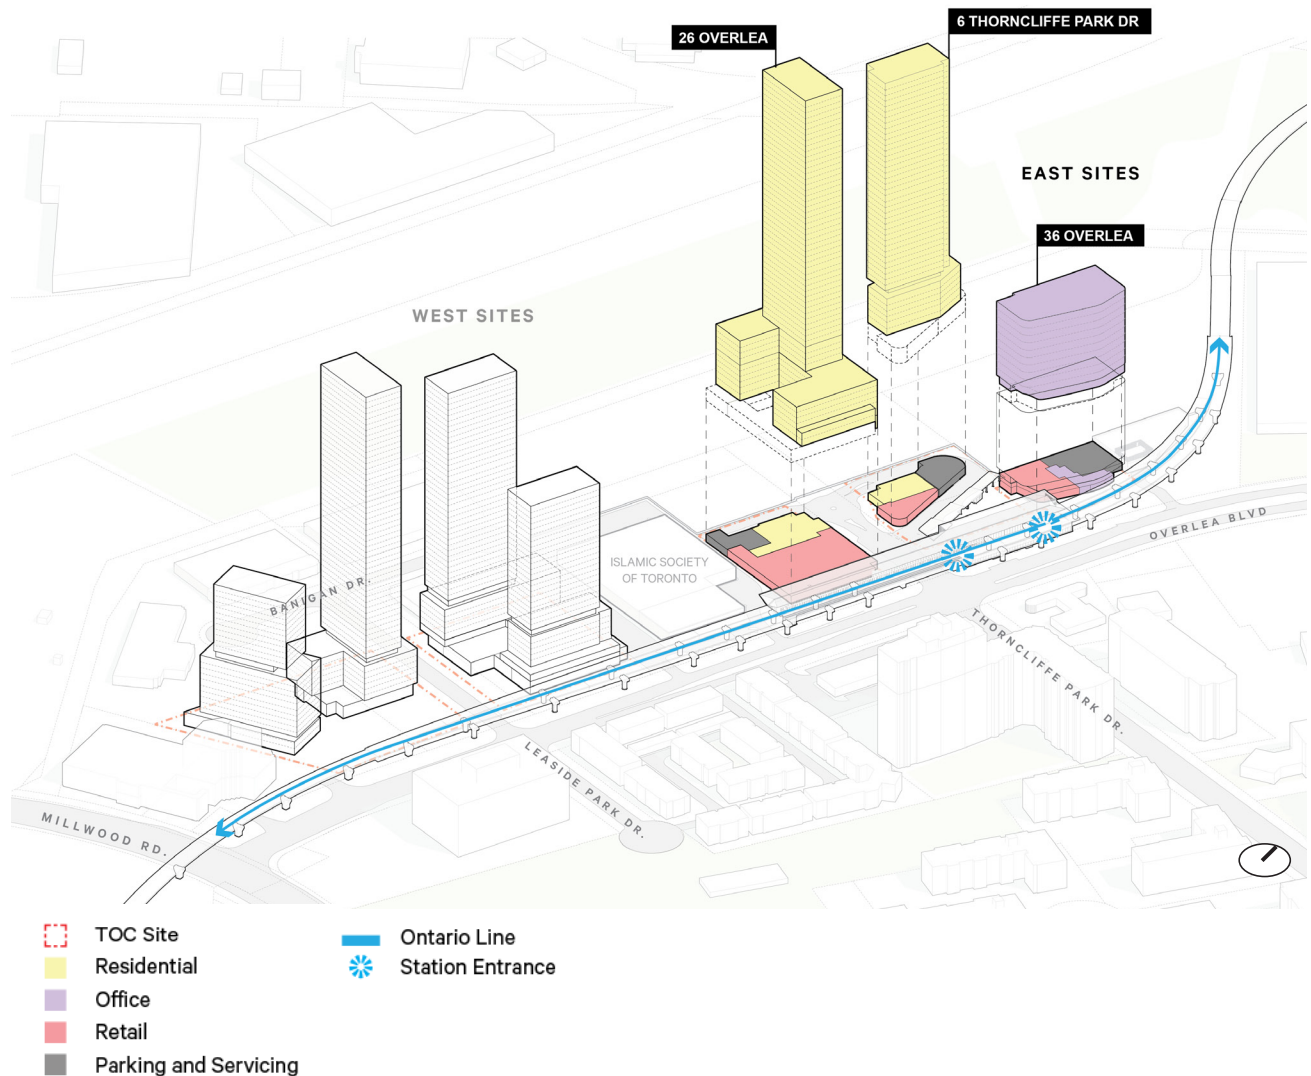 6 THORNCLIFFE PARK DR
26 OVERLEA
EAST SITES
36 OVERLEA
WEST SITES
OVERLEA BLVD
ISLAMIC SOCIETY
OF TORONTO
BANIGAN DR.
THORNCLIFFE PARK DR.
LEASIDE PARK DR.
MILLWOOD RD.
TOC Site
Residential
Office
Retail
Parking and Servicing
Ontario Line
Station Entrance